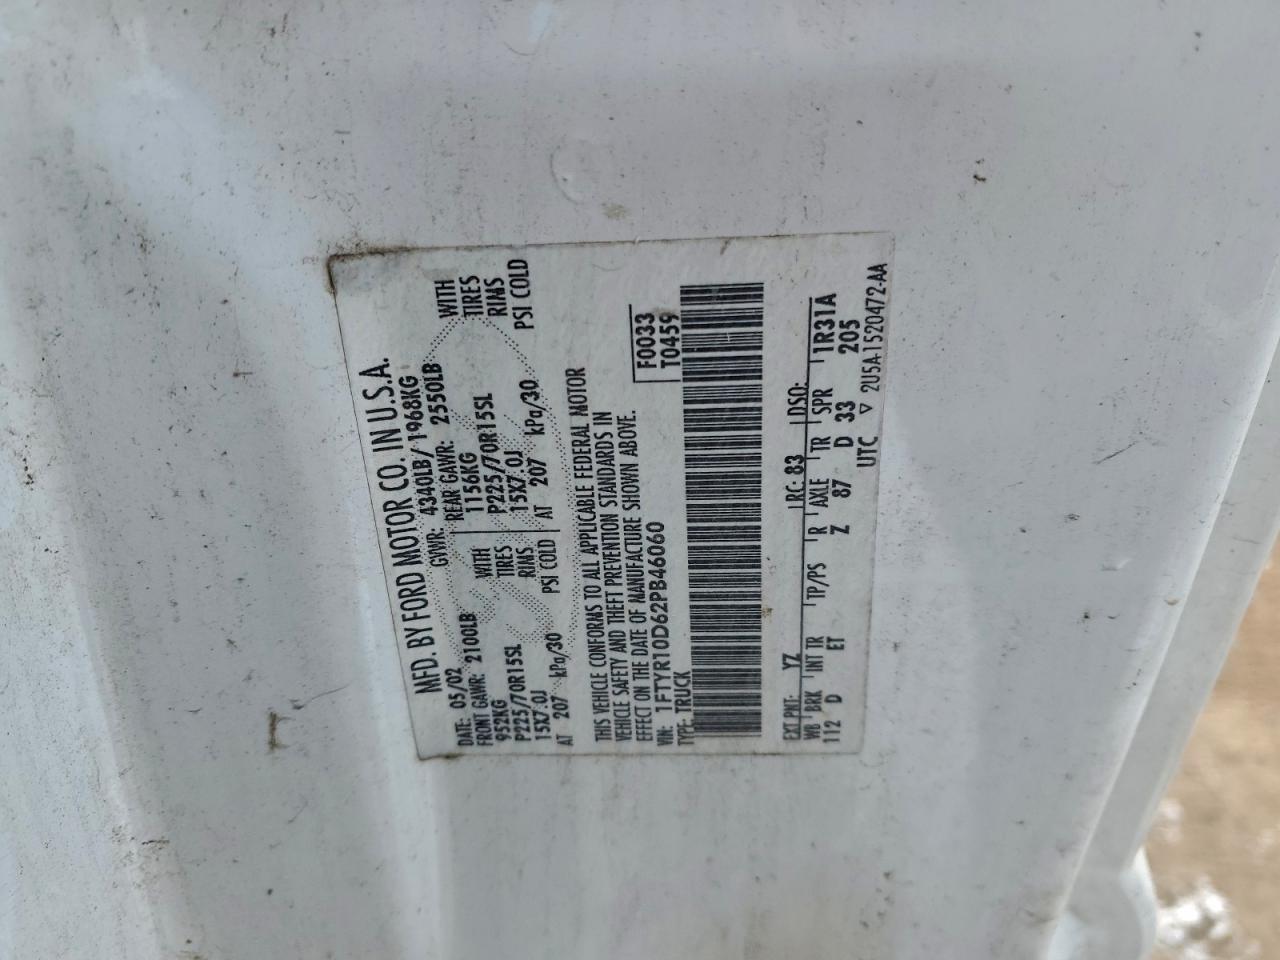 MFD. BY FORD MOTOR CO. IN U.S.A.
DATE: 05/02 GVWR: 4340LB/ 1968KG
FRONT GAWR: 2100LB REAR GAWR: 2550LB
952KG WITH 1156KG WITH
P225/70R15SL TIRES P225/70R15SL TIRES
15X7.0J RIMS 15X7.0J RIMS
AT 207 kPa/30 PSI COLD AT 207 kPa/30 PSI COLD
THIS VEHICLE CONFORMS TO ALL APPLICABLE FEDERAL MOTOR
VEHICLE SAFETY AND THEFT PREVENTION STANDARDS IN
EFFECT ON THE DATE OF MANUFACTURE SHOWN ABOVE.
VIN: 1FTYR10D62PB46060 F0033
TYPE: TRUCK T0459
EXT PNT: YZ RC: 83 DSO:
WB BRK INT TR TP/PS R AXLE TR SPR 1R31A
112 D ET Z 87 D 33 205
UTC ▽ 2U5A-1520472-AA